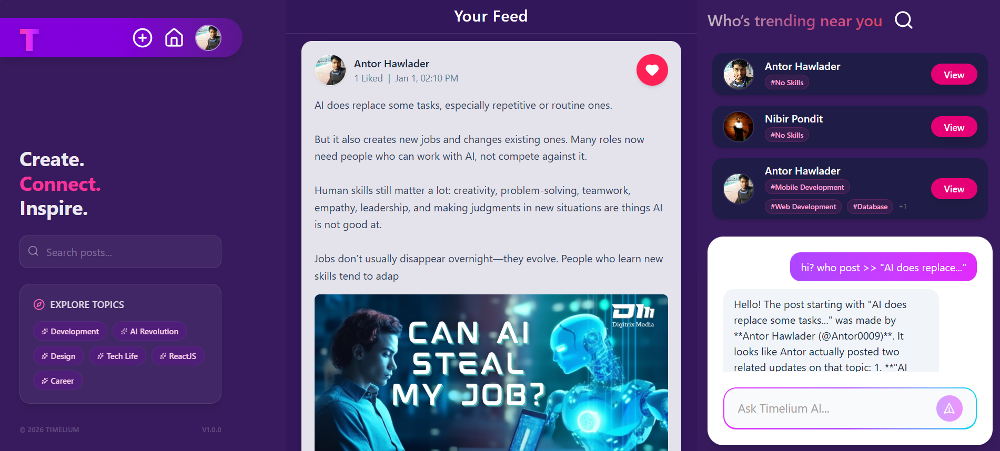 T
Create.
Connect.
Inspire.
Search posts...
EXPLORE TOPICS
Development
AI Revolution
Design
Tech Life
ReactJS
Career
© 2026 TIMELIUM
V1.0.0
Your Feed
Antor Hawlader
1 Liked | Jan 1, 02:10 PM
AI does replace some tasks, especially repetitive or routine ones.
But it also creates new jobs and changes existing ones. Many roles now
need people who can work with AI, not compete against it.
Human skills still matter a lot: creativity, problem-solving, teamwork,
empathy, leadership, and making judgments in new situations are things AI
is not good at.
Jobs don’t usually disappear overnight—they evolve. People who learn new
skills tend to adap
Digitrix Media
CAN AI
STEAL
MY JOB?
Who’s trending near you
Antor Hawlader
#No Skills
View
Nibir Pondit
#No Skills
View
Antor Hawlader
#Mobile Development
#Web Development
#Database
+1
View
hi? who post >> "AI does replace..."
Hello! The post starting with "AI does
replace some tasks..." was made by
**Antor Hawlader (@Antor0009)**. It
looks like Antor actually posted two
related updates on that topic: 1. **"AI
Ask Timelium AI...